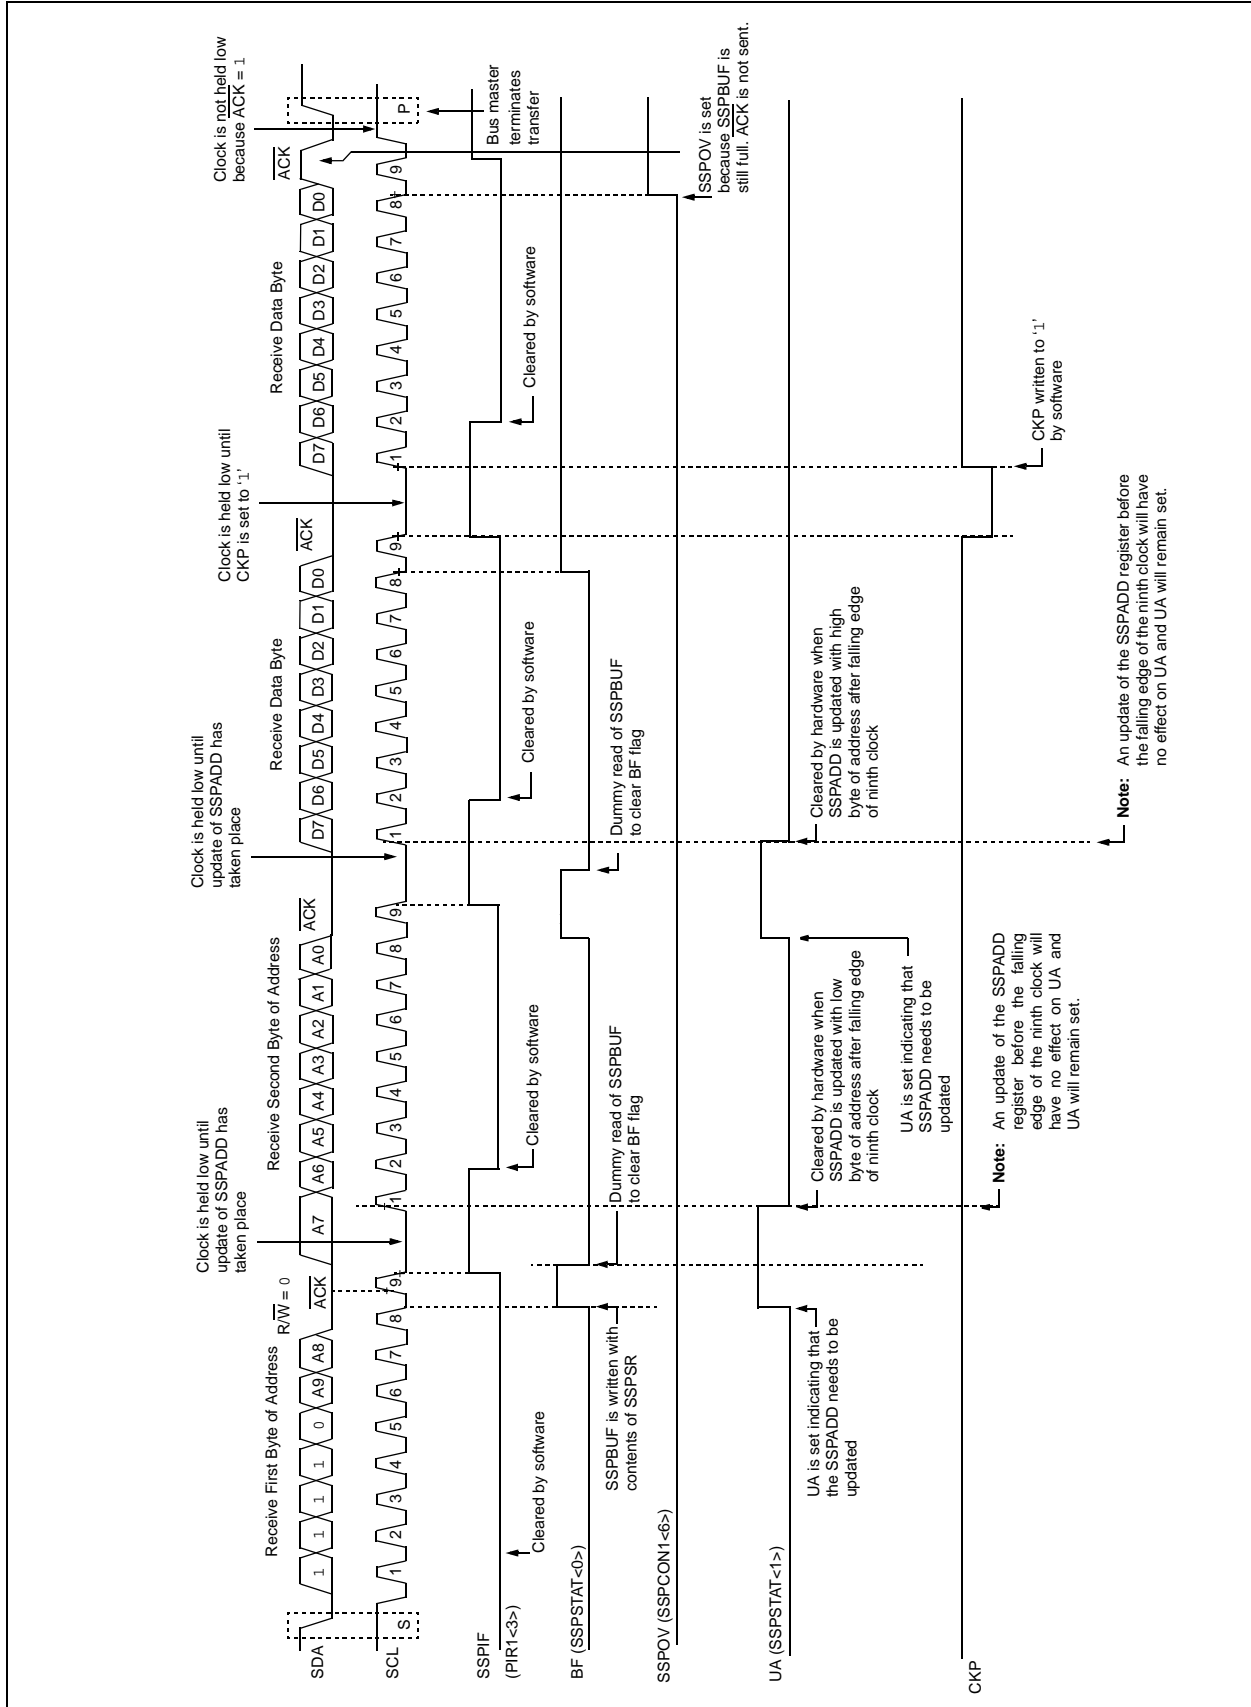 Receive First Byte of Address
R/W = 0
Receive Second Byte of Address
Receive Data Byte
Receive Data Byte
Clock is held low until
update of SSPADD has
taken place
Clock is held low until
update of SSPADD has
taken place
Clock is held low until
CKP is set to ‘1’
Clock is not held low
because ACK = 1
SDA
1 1 1 1 0 A9 A8
ACK
A7 A6 A5 A4 A3 A2 A1 A0
ACK
D7 D6 D5 D4 D3 D2 D1 D0
ACK
D7 D6 D5 D4 D3 D2 D1 D0
ACK
SCL
S
1 2 3 4 5 6 7 8 9
1 2 3 4 5 6 7 8 9
1 2 3 4 5 6 7 8 9
1 2 3 4 5 6 7 8 9
P
Bus master
terminates
transfer
SSPIF
(PIR1<3>)
Cleared by software
Cleared by software
Cleared by software
Cleared by software
BF (SSPSTAT<0>)
SSPBUF is written with
contents of SSPSR
Dummy read of SSPBUF
to clear BF flag
Dummy read of SSPBUF
to clear BF flag
SSPOV (SSPCON1<6>)
SSPOV is set
because SSPBUF is
still full. ACK is not sent.
UA (SSPSTAT<1>)
UA is set indicating that
the SSPADD needs to be
updated
Cleared by hardware when
SSPADD is updated with low
byte of address after falling edge
of ninth clock
UA is set indicating that
SSPADD needs to be
updated
Cleared by hardware when
SSPADD is updated with high
byte of address after falling edge
of ninth clock
CKP
CKP written to ‘1’
by software
Note: An update of the SSPADD
register before the falling
edge of the ninth clock will
have no effect on UA and
UA will remain set.
Note: An update of the SSPADD register before
the falling edge of the ninth clock will have
no effect on UA and UA will remain set.